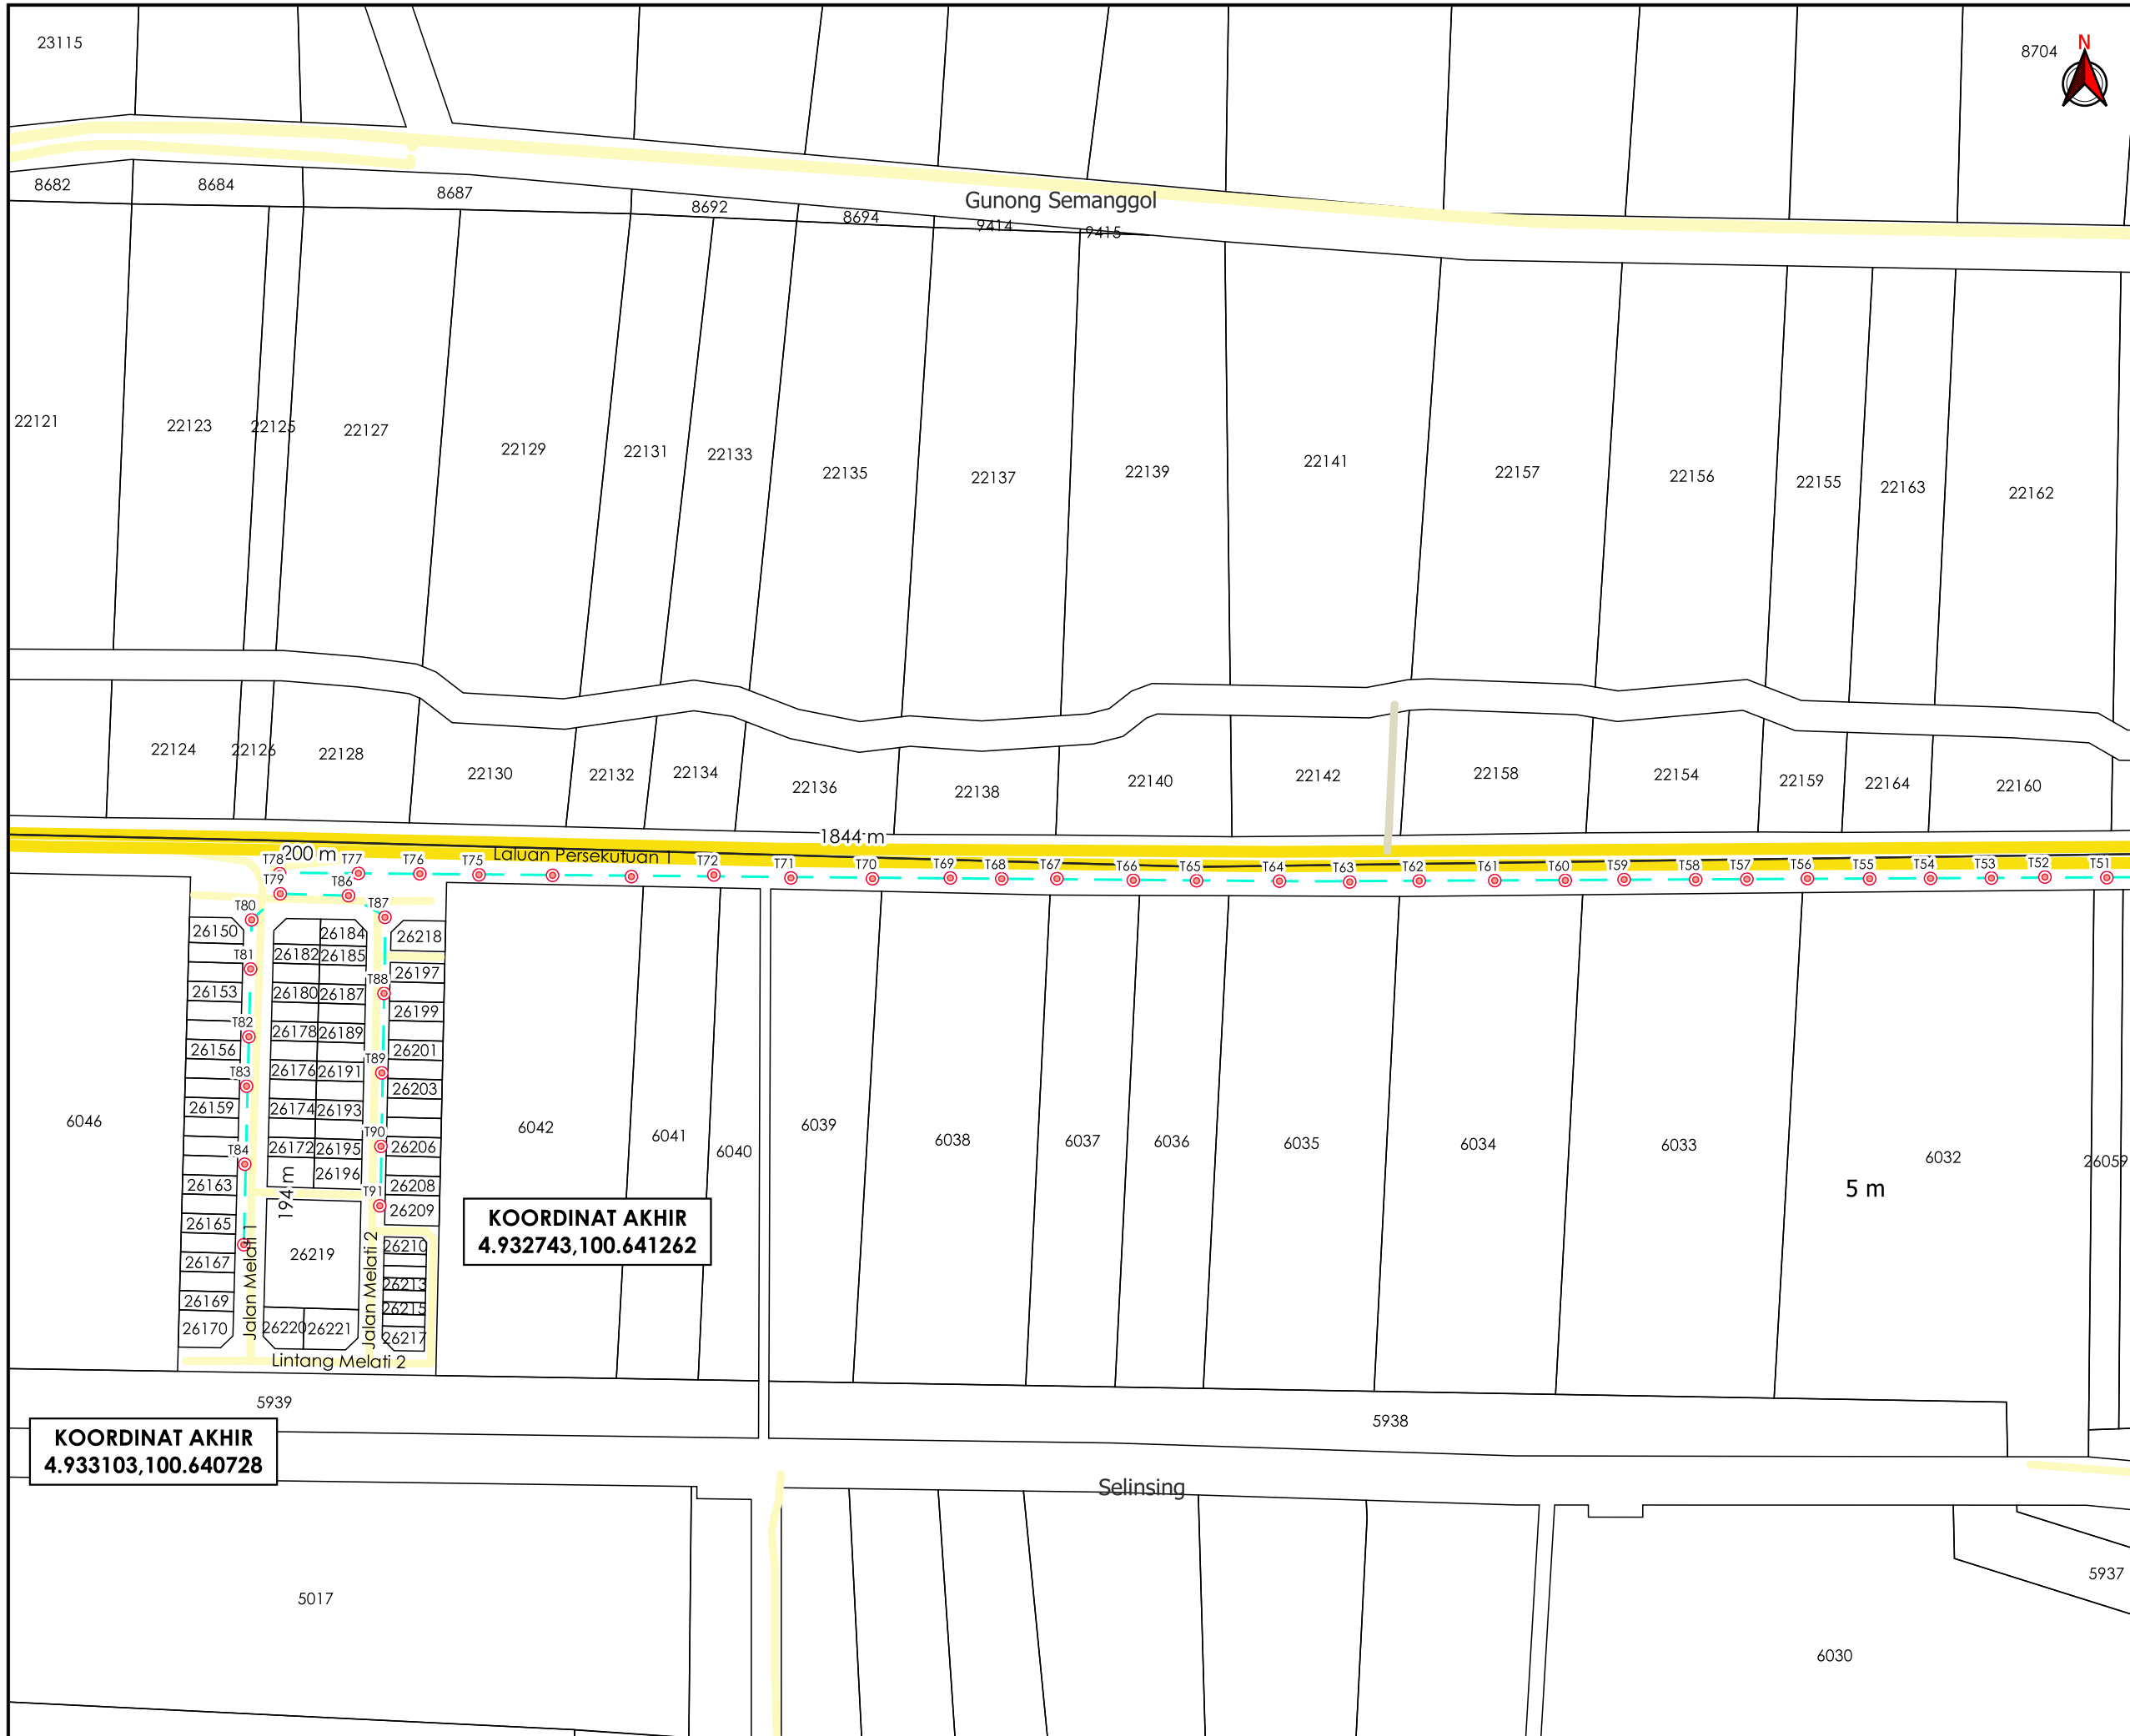 23115
8704
N
8682
8684
8687
8692
8694
9414
9415
Gunong Semanggol
22121
22123
22125
22127
22129
22131
22133
22135
22137
22139
22141
22157
22156
22155
22163
22162
22124
22126
22128
22130
22132
22134
22136
22138
22140
22142
22158
22154
22159
22164
22160
1844 m
200 m
Laluan Persekutuan 1
T78
T77
T76
T75
T72
T71
T70
T69
T68
T67
T66
T65
T64
T63
T62
T61
T60
T59
T58
T57
T56
T55
T54
T53
T52
T51
T79
T86
T80
T87
T81
T88
T82
T89
T83
T90
T84
T91
26150
26184
26218
26182
26185
26197
26153
26180
26187
26199
26178
26189
26156
26201
26176
26191
26203
26159
26174
26193
26172
26195
26206
26196
26163
26208
26165
26209
26167
26219
26210
26213
26169
26215
26170
26220
26221
26217
194 m
Jalan Melati 1
Jalan Melati 2
Lintang Melati 2
6046
6042
6041
6040
6039
6038
6037
6036
6035
6034
6033
6032
26059
5 m
KOORDINAT AKHIR
4.932743,100.641262
5939
5938
KOORDINAT AKHIR
4.933103,100.640728
Selinsing
5017
5937
6030